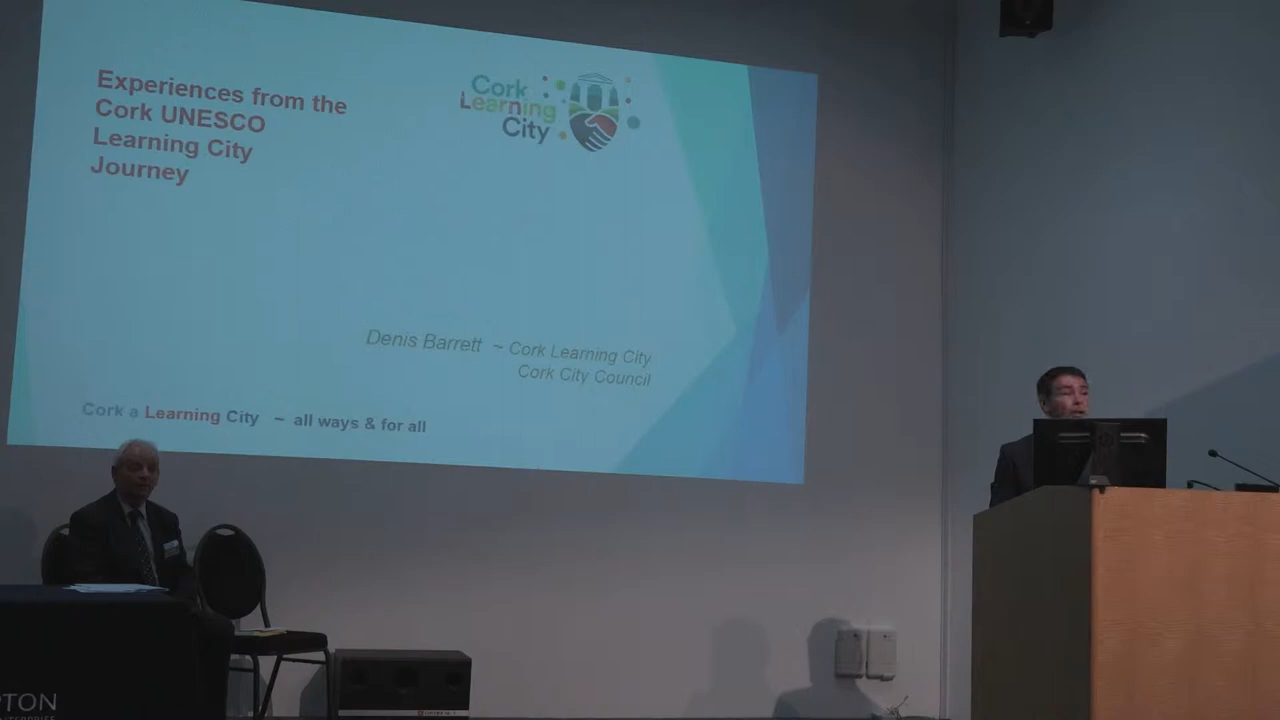 Experiences from the
Cork UNESCO
Learning City
Journey
Cork
Learning
City
Denis Barrett ~ Cork Learning City
Cork City Council
Cork a Learning City – all ways & for all
PTON